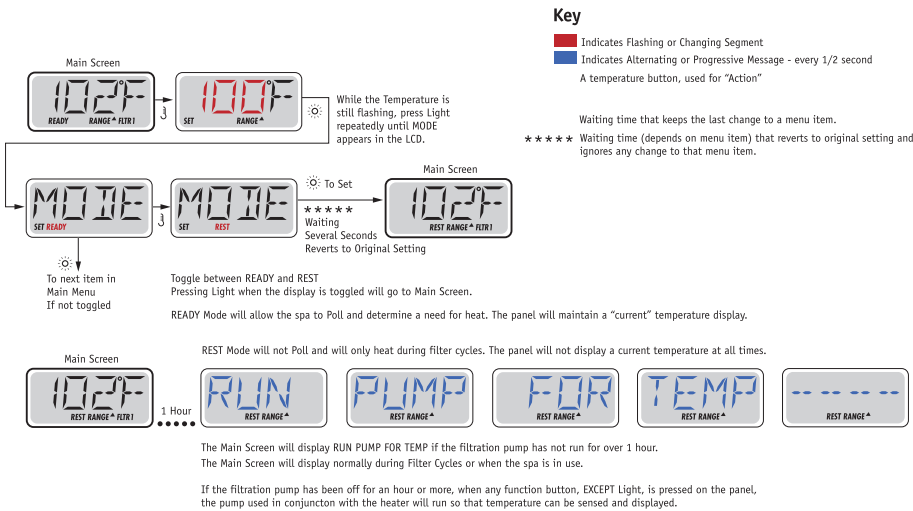 Key
Indicates Flashing or Changing Segment
Indicates Alternating or Progressive Message - every 1/2 second
A temperature button, used for “Action”
Waiting time that keeps the last change to a menu item.
***** Waiting time (depends on menu item) that reverts to original setting and
ignores any change to that menu item.
Main Screen
102°F
READY RANGE FLTR1
100°F
SET RANGE
While the Temperature is
still flashing, press Light
repeatedly until MODE
appears in the LCD.
MODE
SET READY
MODE
SET REST
To Set
*****
Waiting
Several Seconds
Reverts to Original Setting
Main Screen
102°F
REST RANGE FLTR1
To next item in
Main Menu
If not toggled
Toggle between READY and REST
Pressing Light when the display is toggled will go to Main Screen.
READY Mode will allow the spa to Poll and determine a need for heat. The panel will maintain a “current” temperature display.
REST Mode will not Poll and will only heat during filter cycles. The panel will not display a current temperature at all times.
Main Screen
102°F
REST RANGE FLTR1
1 Hour
RUN
REST RANGE
PUMP
REST RANGE
FOR
REST RANGE
TEMP
REST RANGE
-- -- -- --
REST RANGE
The Main Screen will display RUN PUMP FOR TEMP if the filtration pump has not run for over 1 hour.
The Main Screen will display normally during Filter Cycles or when the spa is in use.
If the filtration pump has been off for an hour or more, when any function button, EXCEPT Light, is pressed on the panel,
the pump used in conjuncton with the heater will run so that temperature can be sensed and displayed.